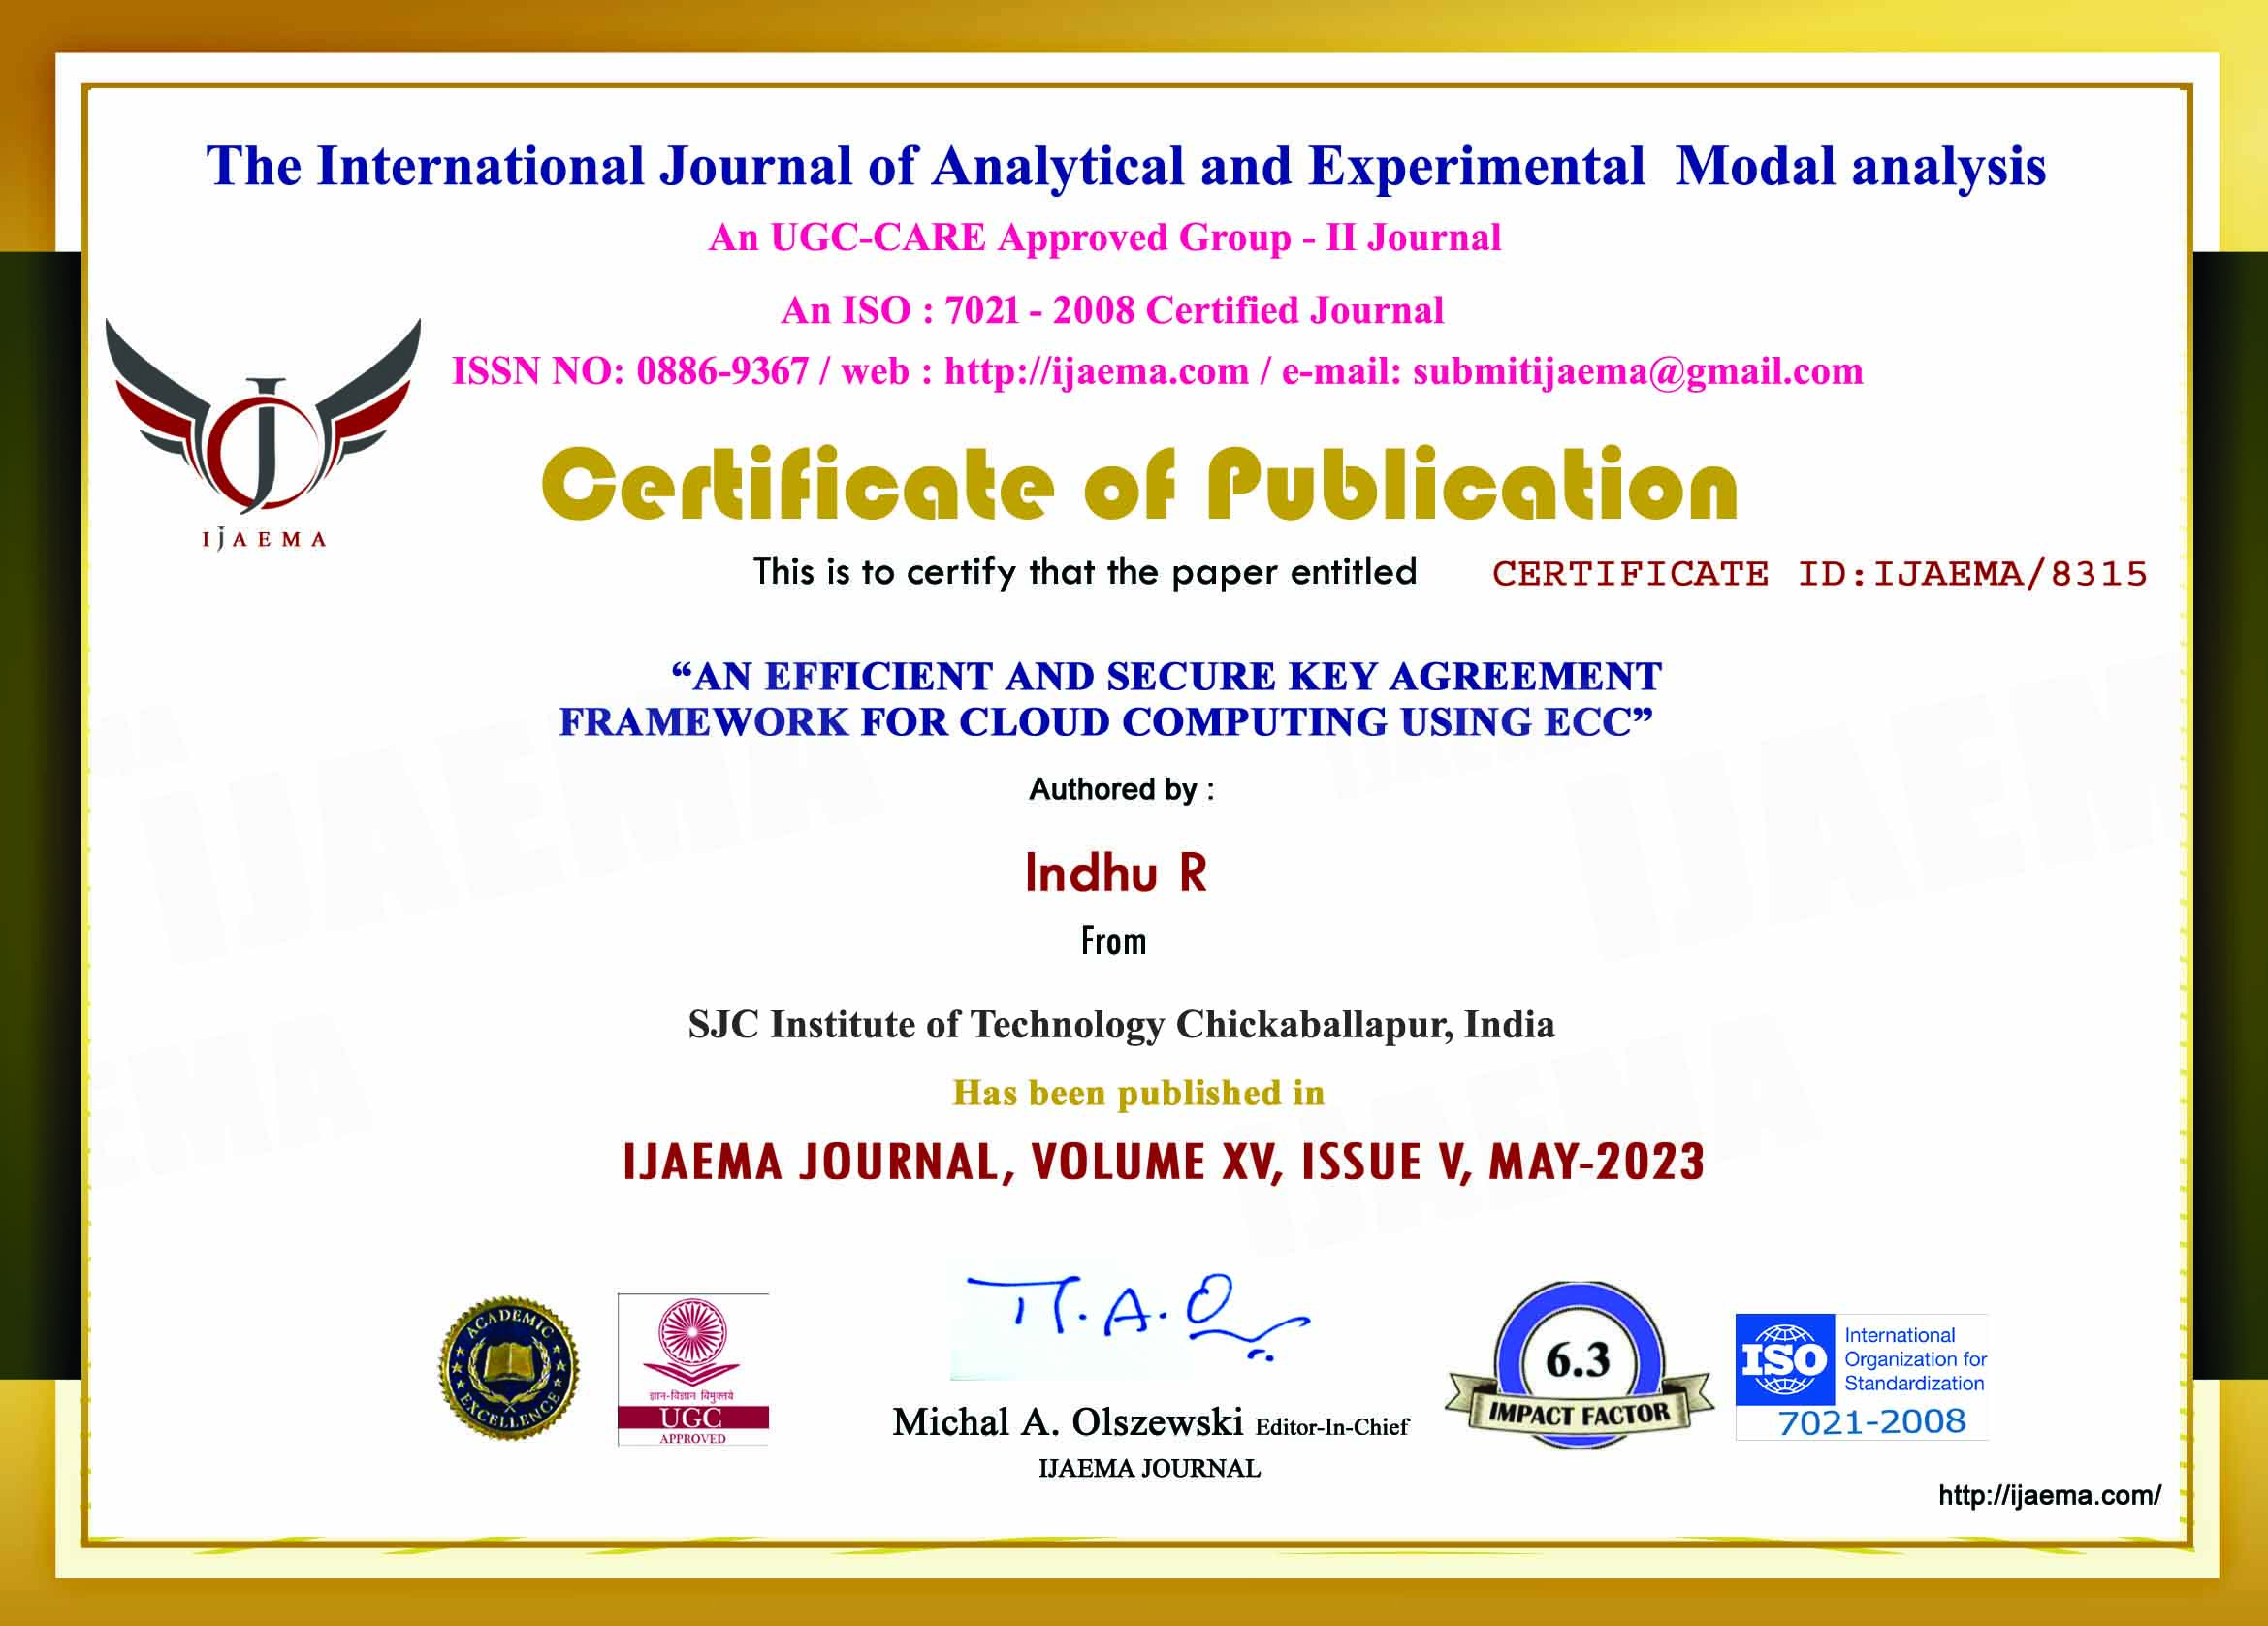 The International Journal of Analytical and Experimental Modal analysis
An UGC-CARE Approved Group - II Journal
An ISO : 7021 - 2008 Certified Journal
ISSN NO: 0886-9367 / web : http://ijaema.com / e-mail: submitijaema@gmail.com
IJAEMA
Certificate of Publication
This is to certify that the paper entitled
CERTIFICATE ID:IJAEMA/8315
“AN EFFICIENT AND SECURE KEY AGREEMENT
FRAMEWORK FOR CLOUD COMPUTING USING ECC”
Authored by :
Indhu R
From
SJC Institute of Technology Chickaballapur, India
Has been published in
IJAEMA JOURNAL, VOLUME XV, ISSUE V, MAY-2023
ACADEMIC
EXCELLENCE
ज्ञान-विज्ञान विमुक्तये
UGC
APPROVED
M.A.O
Michal A. Olszewski Editor-In-Chief
IJAEMA JOURNAL
6.3
IMPACT FACTOR
ISO
International
Organization for
Standardization
7021-2008
http://ijaema.com/
IJAEMA
IJAEMA
IJAEMA
IJAEMA